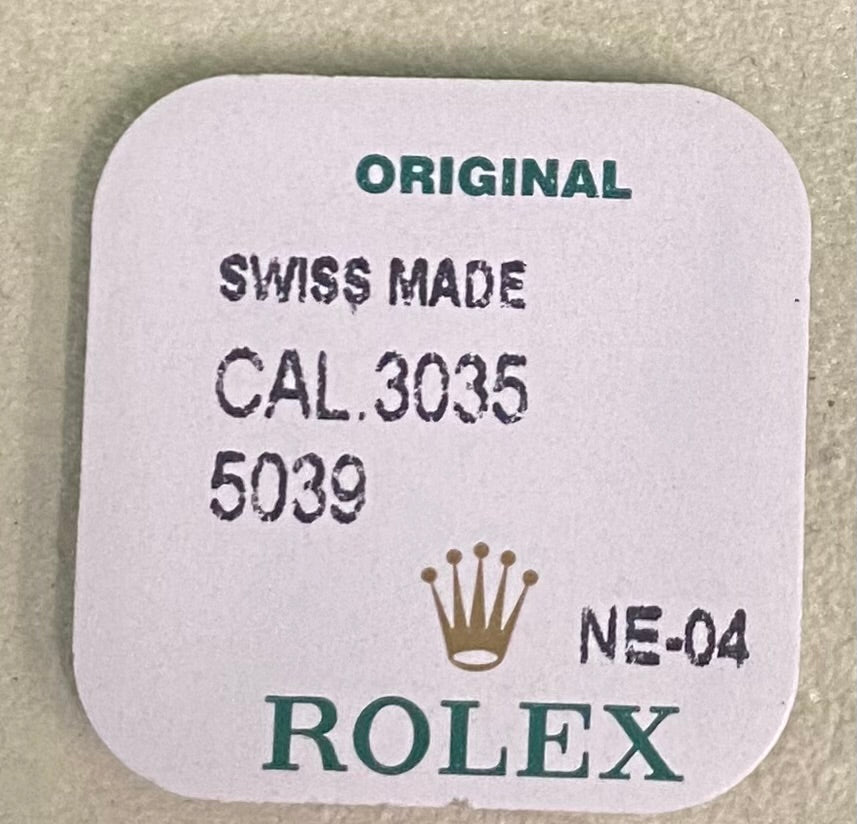 ORIGINAL
SWISS MADE
CAL.3035
5039
NE-04
ROLEX